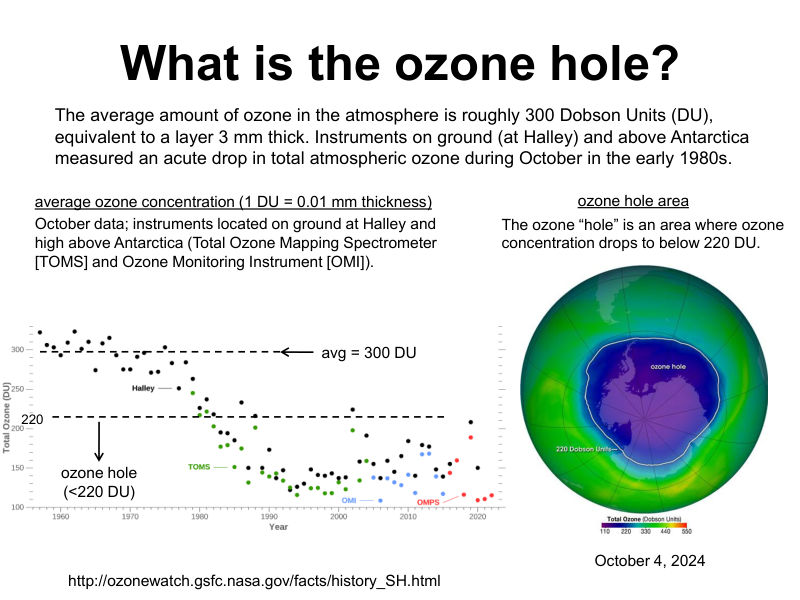 What is the ozone hole?
The average amount of ozone in the atmosphere is roughly 300 Dobson Units (DU),
equivalent to a layer 3 mm thick. Instruments on ground (at Halley) and above Antarctica
measured an acute drop in total atmospheric ozone during October in the early 1980s.
average ozone concentration (1 DU = 0.01 mm thickness)
October data; instruments located on ground at Halley and
high above Antarctica (Total Ozone Mapping Spectrometer
[TOMS] and Ozone Monitoring Instrument [OMI]).
ozone hole area
The ozone “hole” is an area where ozone
concentration drops to below 220 DU.
Total Ozone (DU)
300
250
220
200
150
100
avg = 300 DU
Halley
ozone hole
(<220 DU)
TOMS
OMI
OMPS
1960 1970 1980 1990 2000 2010 2020
Year
ozone hole
220 Dobson Units
Total Ozone (Dobson Units)
110 220 330 440 550
October 4, 2024
http://ozonewatch.gsfc.nasa.gov/facts/history_SH.html